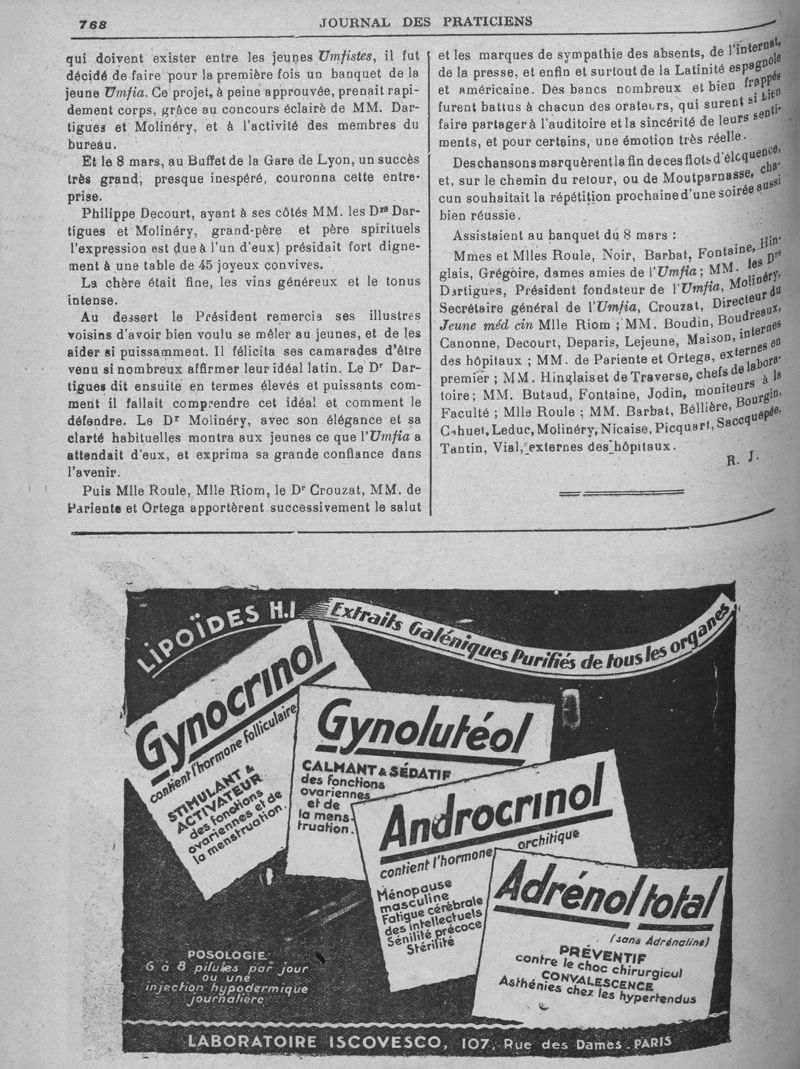 768
JOURNAL DES PRATICIENS
qui doivent exister entre les jeunes Umfistes, il fut
décidé de faire pour la première fois un banquet de la
jeune Umfia. Ce projet, à peine approuvée, prenait rapi-
dement corps, grâce au concours éclairè de MM. Dar-
tigues et Molinéry, et à l'activité des membres du
bureau.
Et le 8 mars, au Buffet de la Gare de Lyon, un succès
très grand, presque inespéré, couronna cette entre-
prise.
Philippe Decourt, ayant à ses côtés MM. les Drs Dar-
tigues et Molinéry, grand-père et père spirituels
l'expression est due à l'un d'eux) présidait fort digne-
ment à une table de 45 joyeux convives.
La chère était fine, les vins généreux et le tonus
intense.
Au dessert le Président remercia ses illustres
voisins d'avoir bien voulu se mêler au jeunes, et de les
aider si puissamment. Il félicita ses camarades d'être
venu si nombreux affirmer leur idéal latin. Le Dr Dar-
tigues dit ensuite en termes élevés et puissants com-
ment il fallait comprendre cet idéal et comment le
défendre. Le Dr Molinéry, avec son élégance et sa
clarté habituelles montra aux jeunes ce que l'Umfia a
attendait d'eux, et exprima sa grande confiance dans
l'avenir.
Puis Mlle Roule, Mlle Riom, le Dr Crouzat, MM. de
Pariente et Ortega apportèrent successivement le salut
et les marques de sympathie des absents, de l'internat,
de la presse, et enfin et surtout de la Latinité espagnole
et américaine. Des bancs nombreux et bien frappés
furent battus à chacun des orateurs, qui surent si bien
faire partager à l'auditoire et la sincérité de leurs senti-
ments, et pour certains, une émotion très réelle.
Des chansons marquèrent la fin de ces flots d'élcquence,
et, sur le chemin du retour, ou de Moutparnasse, cha-
cun souhaitait la répétition prochaine d'une soirée aussi
bien réussie.
Assistaient au banquet du 8 mars :
Mmes et Mlles Roule, Noir, Barbat, Fontaine, Hin-
glais, Grégoire, dames amies de l'Umfia ; MM. les Drs
Dartigues, Président fondateur de l'Umfia, Molinéry,
Secrétaire général de l'Umfia, Crouzat, Directeur du
Jeune méd cin Mlle Riom ; MM. Boudin, Boudreaux,
Canonne, Decourt, Deparis, Lejeune, Maison, internes
des hôpitaux ; MM. de Pariente et Ortega, externes en
premier ; MM. Hinglais et de Traverse, chefs de labora-
toire ; MM. Butaud, Fontaine, Jodin, moniteurs à la
Faculté ; Mlle Roule ; MM. Barbat, Béllière, Bourgin,
Cahuet, Leduc, Molinéry, Nicaise, Picquart, Saccquépée,
Tantin, Vial, externes des hôpitaux.
R. J.
LIPOÏDES H.I
Extraits Galéniques Purifiés de tous les organes
Gynocrinol
contient l'hormone folliculaire
STIMULANT &
ACTIVATEUR
des fonctions
ovariennes et de
la menstruation.
Gynolutéol
CALMANT & SÉDATIF
des fonctions
ovariennes
et de
la mens-
truation.
Androcrinol
contient l'hormone orchitique
Ménopause
masculine
Fatigue cérébrale
des intellectuels
Sénilité précoce
Stérilité
Adrénol total
(sans Adrénaline)
PRÉVENTIF
contre le choc chirurgical
CONVALESCENCE
Asthénies chez les hypertendus
POSOLOGIE
6 à 8 pilules par jour
ou une
injection hypodermique
journalière
LABORATOIRE ISCOVESCO, 107, Rue des Dames. PARIS